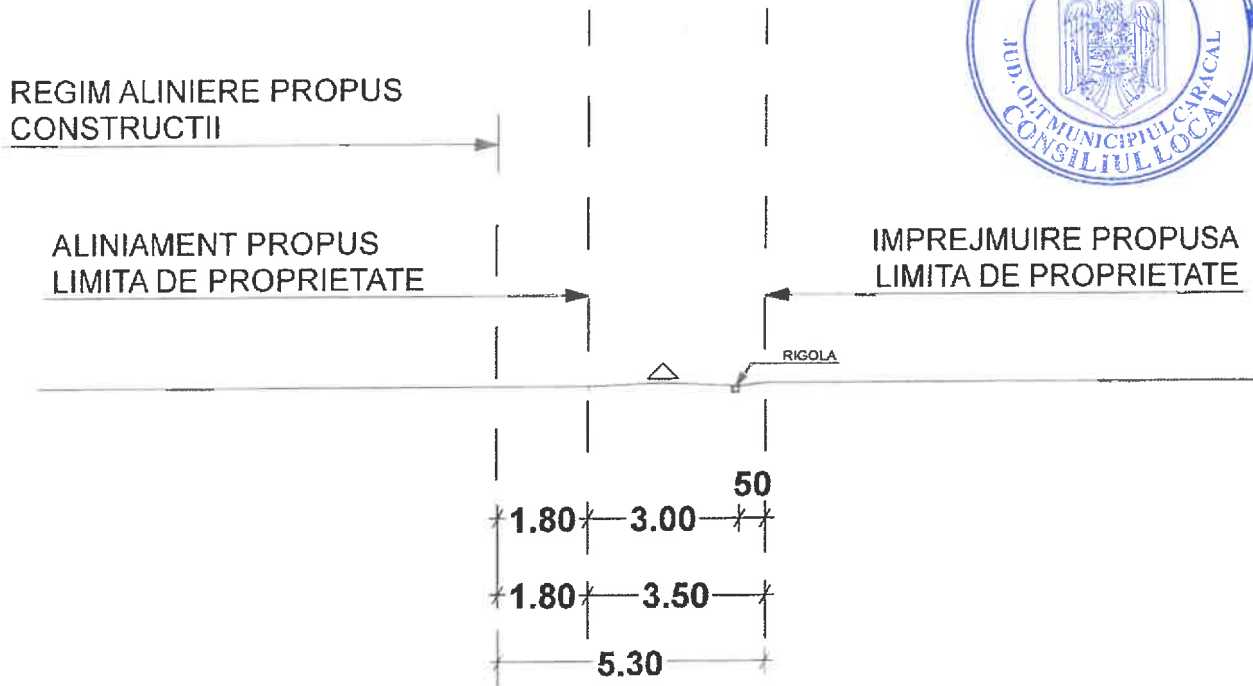 REGIM ALINIERE PROPUS
CONSTRUCTII
JUD. OLT MUNICIPIUL CARACAL
CONSILIUL LOCAL
ALINIAMENT PROPUS
LIMITA DE PROPRIETATE
IMPREJMUIRE PROPUSA
LIMITA DE PROPRIETATE
RIGOLA
50
1.80 3.00
1.80 3.50
5.30